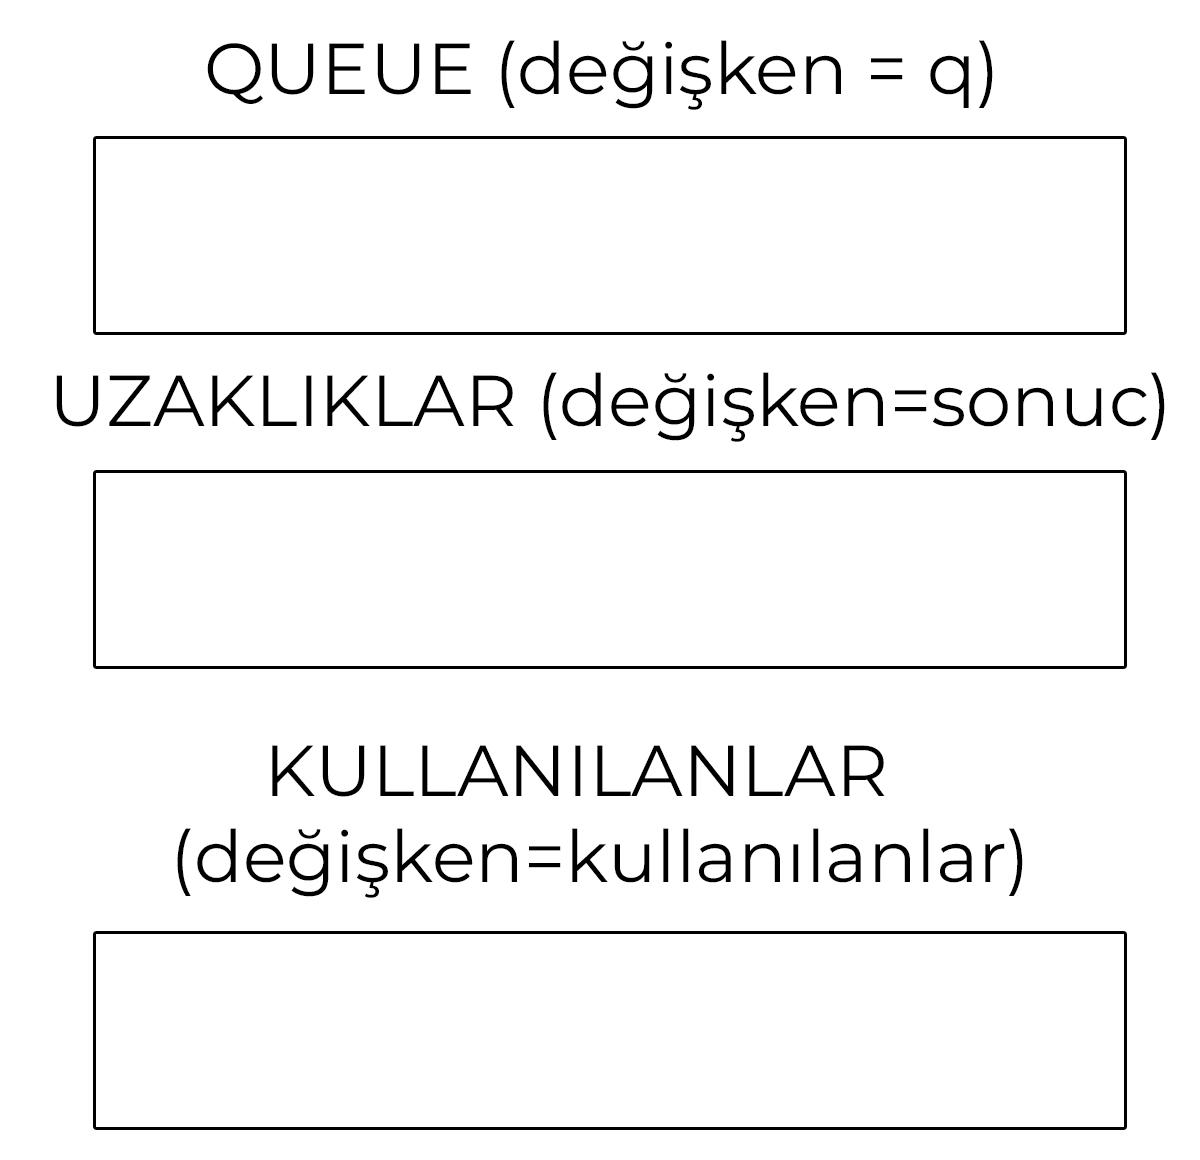 QUEUE (değişken = q)
UZAKLIKLAR (değişken=sonuc)
KULLANILANLAR
(değişken=kullanılanlar)